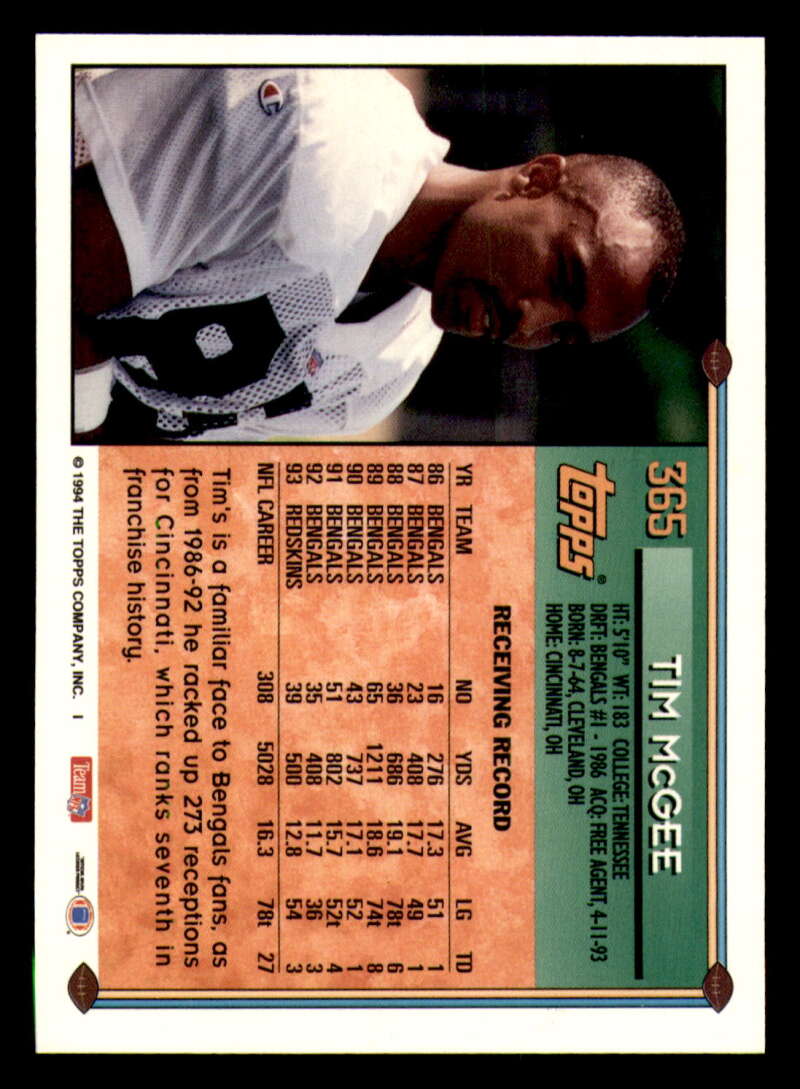 365
TIM McGEE
Topps®
HT: 5'10" WT: 183 COLLEGE: TENNESSEE
DRFT: BENGALS #1 - 1986 ACQ: FREE AGENT, 4-11-93
BORN: 8-7-64, CLEVELAND, OH
HOME: CINCINNATI, OH
RECEIVING RECORD
YR TEAM NO YDS AVG LG TD
86 BENGALS 16 276 17.3 51 1
87 BENGALS 23 408 17.7 49 1
88 BENGALS 36 686 19.1 78t 6
89 BENGALS 65 1211 18.6 74t 8
90 BENGALS 43 737 17.1 52 1
91 BENGALS 51 802 15.7 52t 4
92 BENGALS 35 408 11.7 36 3
93 REDSKINS 39 500 12.8 54 3
NFL CAREER 308 5028 16.3 78t 27
Tim's is a familiar face to Bengals fans, as
from 1986-92 he racked up 273 receptions
for Cincinnati, which ranks seventh in
franchise history.
© 1994 THE TOPPS COMPANY, INC. I
Team NFL